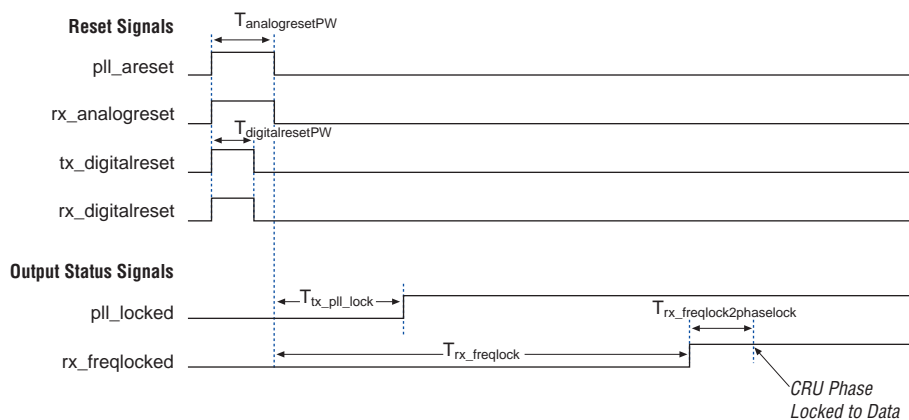 Reset Signals
TanalogresetPW
pll_areset
rx_analogreset
TdigitalresetPW
tx_digitalreset
rx_digitalreset
Output Status Signals
Ttx_pll_lock
pll_locked
Trx_freqlock2phaselock
Trx_freqlock
rx_freqlocked
CRU Phase
Locked to Data